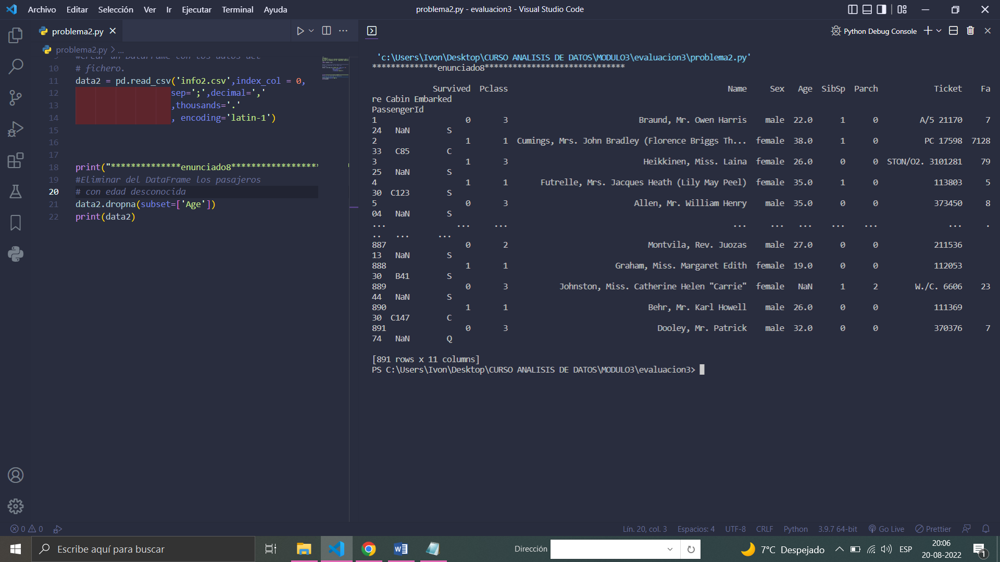 Archivo Editar Selección Ver Ir Ejecutar Terminal Ayuda
problema2.py - evaluacion3 - Visual Studio Code
problema2.py
problema2.py > ...
#Crear un DataFrame con los datos del
10 # fichero.
11 data2 = pd.read_csv('info2.csv',index_col = 0,
12 sep=';',decimal=','
13 ,thousands='.'
14 , encoding='latin-1')
15
16
17
18 print("**************enunciado8******************
19 #Eliminar del DataFrame los pasajeros
20 # con edad desconocida
21 data2.dropna(subset=['Age'])
22 print(data2)
Python Debug Console
'c:\Users\Ivon\Desktop\CURSO ANALISIS DE DATOS\MODULO3\evaluacion3\problema2.py'
**************enunciado8******************************
Survived Pclass Name Sex Age SibSp Parch Ticket Fa
re Cabin Embarked
PassengerId
1 0 3 Braund, Mr. Owen Harris male 22.0 1 0 A/5 21170 7
24 NaN S
2 1 1 Cumings, Mrs. John Bradley (Florence Briggs Th... female 38.0 1 0 PC 17598 7128
33 C85 C
3 1 3 Heikkinen, Miss. Laina female 26.0 0 0 STON/O2. 3101281 79
25 NaN S
4 1 1 Futrelle, Mrs. Jacques Heath (Lily May Peel) female 35.0 1 0 113803 5
30 C123 S
5 0 3 Allen, Mr. William Henry male 35.0 0 0 373450 8
04 NaN S
... ... ... ... ... ... ... ... ... .
.. ... ...
887 0 2 Montvila, Rev. Juozas male 27.0 0 0 211536
13 NaN S
888 1 1 Graham, Miss. Margaret Edith female 19.0 0 0 112053
30 B41 S
889 0 3 Johnston, Miss. Catherine Helen "Carrie" female NaN 1 2 W./C. 6606 23
44 NaN S
890 1 1 Behr, Mr. Karl Howell male 26.0 0 0 111369
30 C147 C
891 0 3 Dooley, Mr. Patrick male 32.0 0 0 370376 7
74 NaN Q
[891 rows x 11 columns]
PS C:\Users\Ivon\Desktop\CURSO ANALISIS DE DATOS\MODULO3\evaluacion3>
0 0 Lín. 20, col. 3 Espacios: 4 UTF-8 CRLF Python 3.9.7 64-bit Go Live Prettier
Escribe aquí para buscar
Dirección
7°C Despejado
ESP
20:06
20-08-2022
1